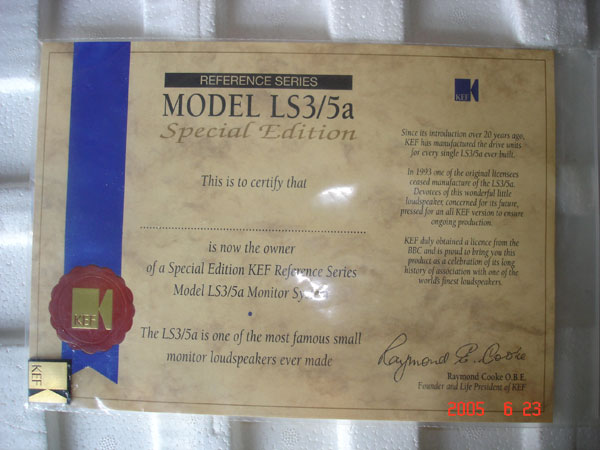 REFERENCE SERIES
MODEL LS3/5a
Special Edition
This is to certify that
is now the owner
of a Special Edition KEF Reference Series
Model LS3/5a Monitor
The LS3/5a is one of the most famous small
monitor loudspeakers ever made
KEF
Since its introduction over 20 years ago,
KEF has manufactured the drive units
for every single LS3/5a ever built.
In 1993 one of the original licensees
ceased manufacture of the LS3/5a.
Devotees of this wonderful little
loudspeaker, concerned for its future,
pressed for an all KEF version to ensure
ongoing production.
KEF duly obtained a licence from the
BBC and is proud to bring you this
product as a celebration of its long
history of association with one of the
worlds finest loudspeakers.
Raymond E. Cooke
Raymond Cooke O.B.E.
Founder and Life President of KEF
KEF
KEF
2005 6 23